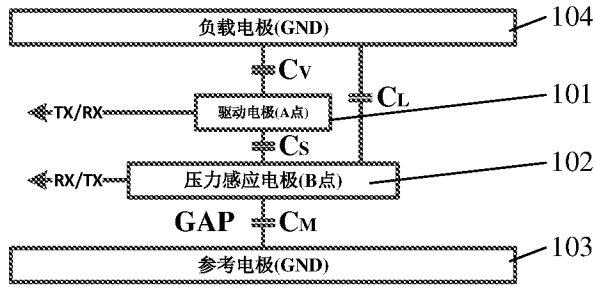 负载电极(GND)
104
CV
101
TX/RX
驱动电极(A点)
CL
CS
102
RX/TX
压力感应电极(B点)
GAP
CM
103
参考电极(GND)